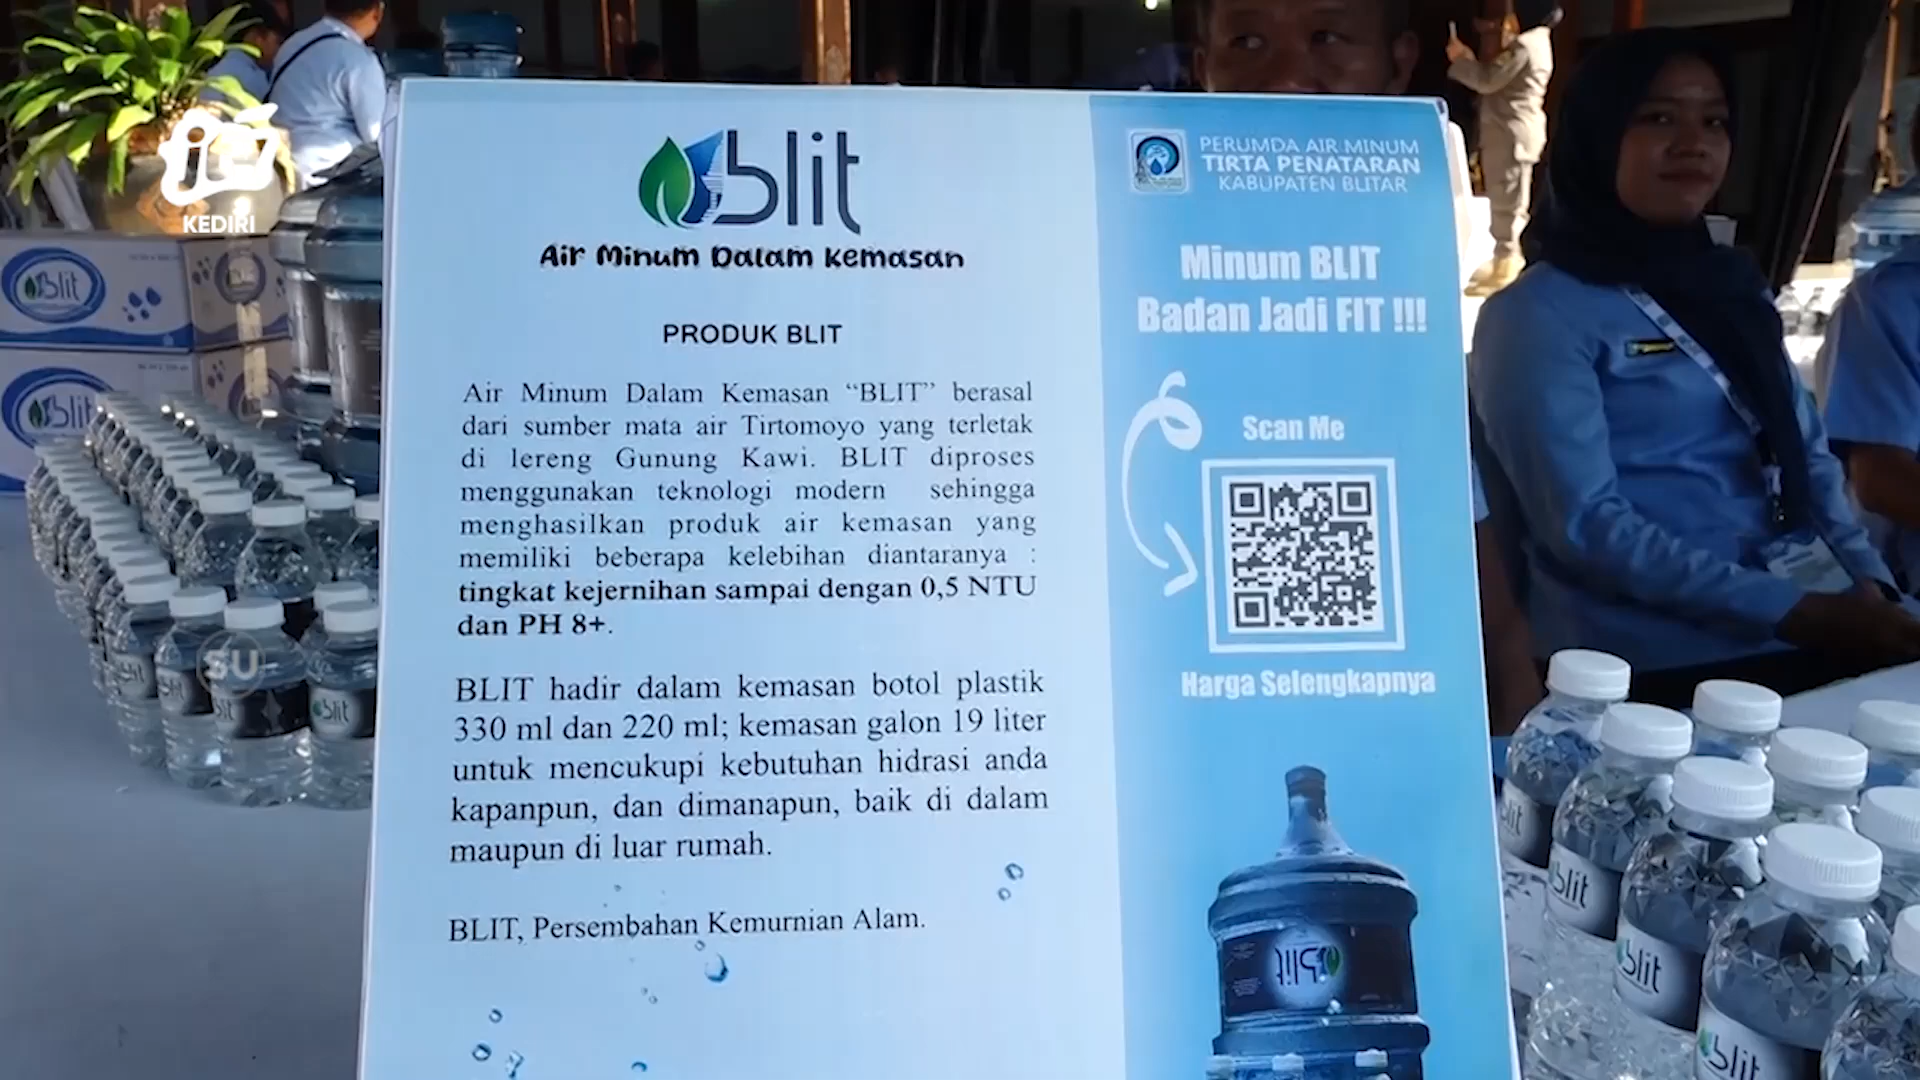 KEDIRI
Blit
Blit
SU
blit
Air Minum Dalam Kemasan
PRODUK BLIT
Air Minum Dalam Kemasan “BLIT” berasal
dari sumber mata air Tirtomoyo yang terletak
di lereng Gunung Kawi. BLIT diproses
menggunakan teknologi modern sehingga
menghasilkan produk air kemasan yang
memiliki beberapa kelebihan diantaranya :
tingkat kejernihan sampai dengan 0,5 NTU
dan PH 8+.
BLIT hadir dalam kemasan botol plastik
330 ml dan 220 ml; kemasan galon 19 liter
untuk mencukupi kebutuhan hidrasi anda
kapanpun, dan dimanapun, baik di dalam
maupun di luar rumah.
BLIT, Persembahan Kemurnian Alam.
PERUMDA AIR MINUM
TIRTA PENATARAN
KABUPATEN BLITAR
Minum BLIT
Badan Jadi FIT !!!
Scan Me
Harga Selengkapnya
blit
blit
blit
blit
blit